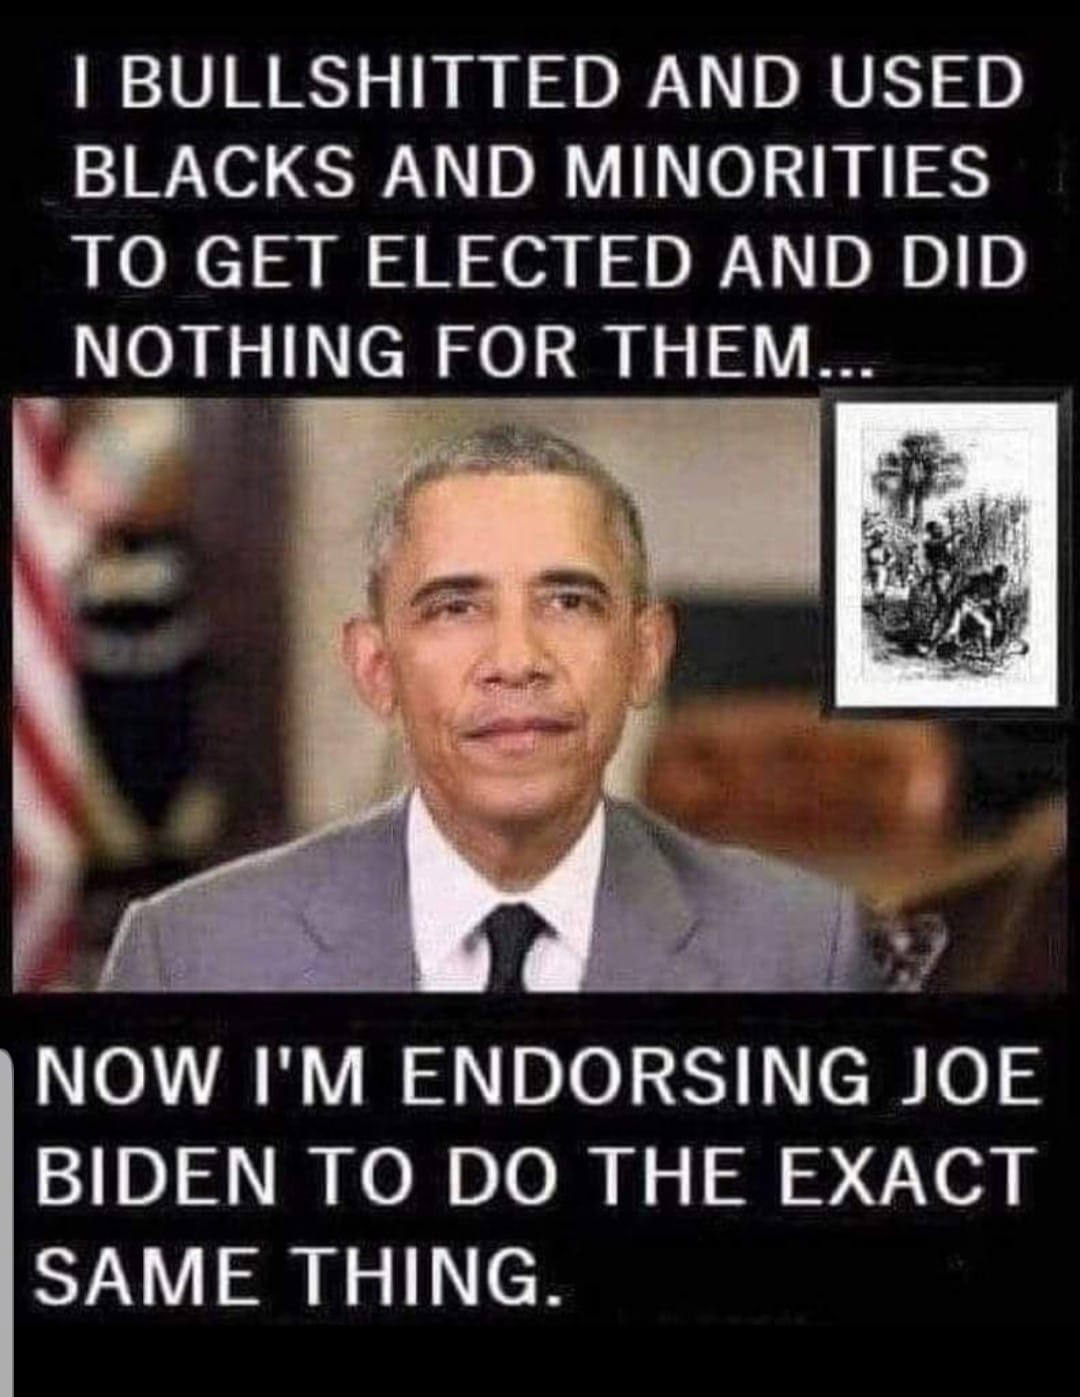 I BULLSHITTED AND USED
BLACKS AND MINORITIES
TO GET ELECTED AND DID
NOTHING FOR THEM...
NOW I'M ENDORSING JOE
BIDEN TO DO THE EXACT
SAME THING.